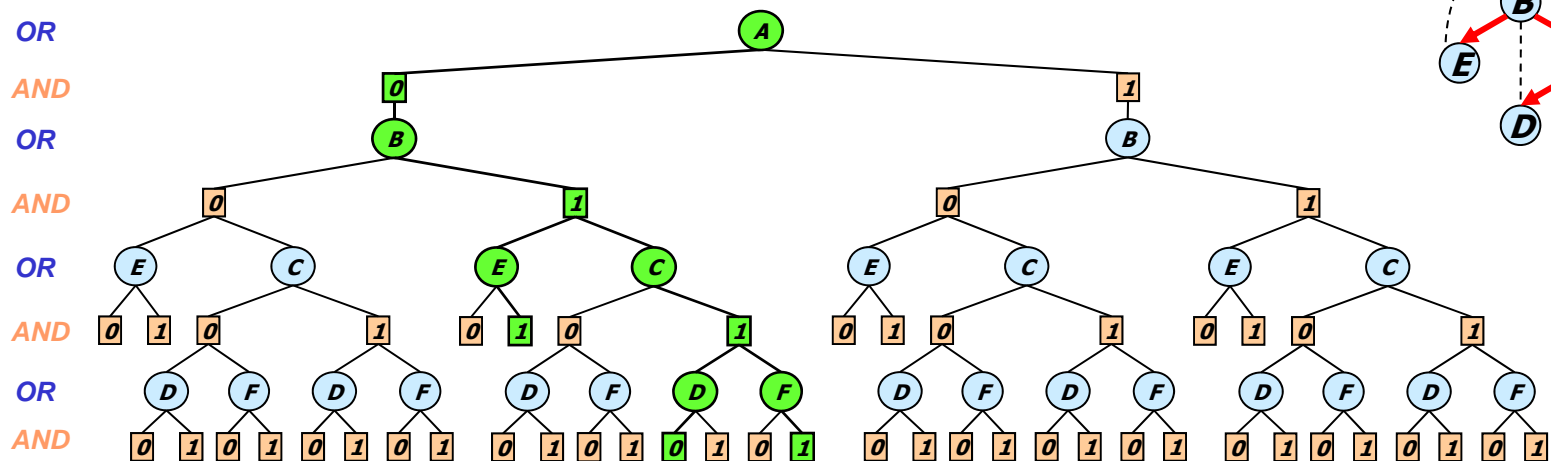 OR A B
AND 0 1 E
OR B B D
AND 0 1 0 1
OR E C E C E C E C
AND 0 1 0 1 0 1 0 1 0 1 0 1 0 1 0 1
OR D F D F D F D F D F D F D F D F
AND 0 1 0 1 0 1 0 1 0 1 0 1 0 1 0 1 0 1 0 1 0 1 0 1 0 1 0 1 0 1 0 1